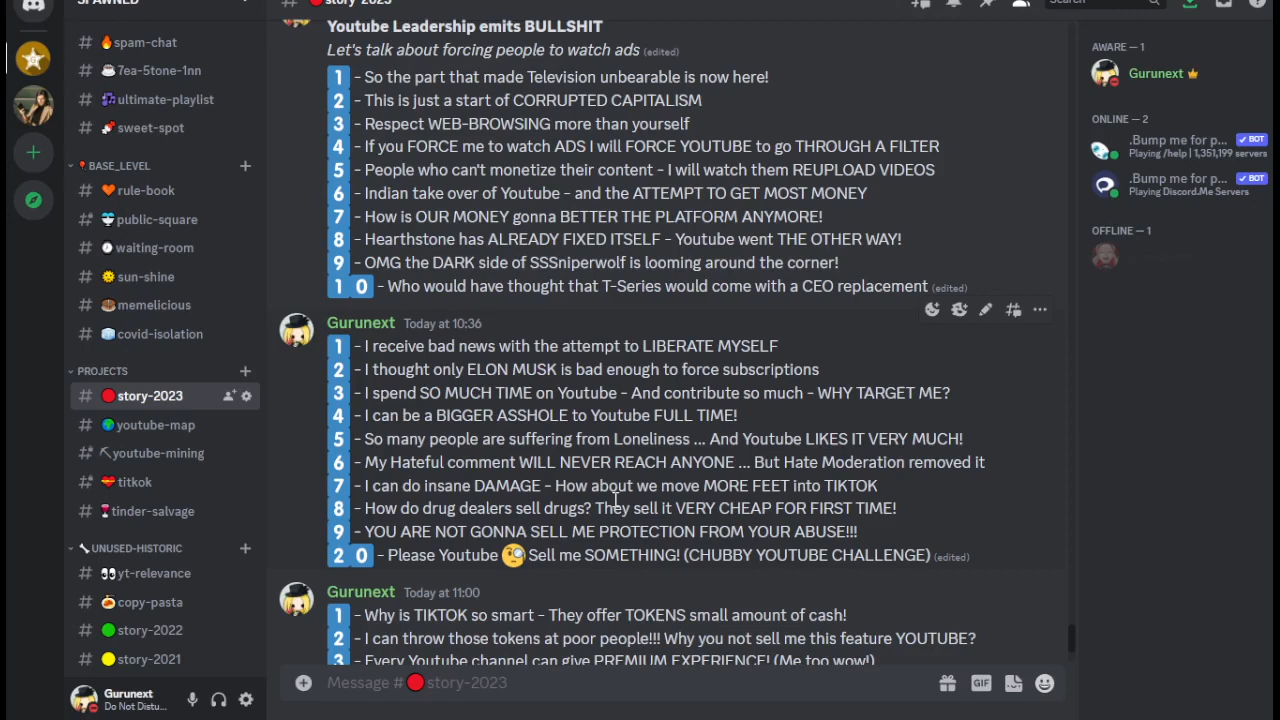 SPAWNED
story-2023
Search
🔥spam-chat
☕7ea-5tone-1nn
🎶ultimate-playlist
sweet-spot
BASE_LEVEL
🧡rule-book
public-square
waiting-room
🌞sun-shine
memelicious
🧊covid-isolation
PROJECTS
🔴story-2023
🌍youtube-map
⛏youtube-mining
💝titkok
tinder-salvage
UNUSED-HISTORIC
👀yt-relevance
copy-pasta
🟢story-2022
🟡story-2021
Gurunext
Do Not Distu...
Youtube Leadership emits BULLSHIT
Let's talk about forcing people to watch ads (edited)
1 - So the part that made Television unbearable is now here!
2 - This is just a start of CORRUPTED CAPITALISM
3 - Respect WEB-BROWSING more than yourself
4 - If you FORCE me to watch ADS I will FORCE YOUTUBE to go THROUGH A FILTER
5 - People who can't monetize their content - I will watch them REUPLOAD VIDEOS
6 - Indian take over of Youtube - and the ATTEMPT TO GET MOST MONEY
7 - How is OUR MONEY gonna BETTER THE PLATFORM ANYMORE!
8 - Hearthstone has ALREADY FIXED ITSELF - Youtube went THE OTHER WAY!
9 - OMG the DARK side of SSSniperwolf is looming around the corner!
1 0 - Who would have thought that T-Series would come with a CEO replacement (edited)
Gurunext Today at 10:36
1 - I receive bad news with the attempt to LIBERATE MYSELF
2 - I thought only ELON MUSK is bad enough to force subscriptions
3 - I spend SO MUCH TIME on Youtube - And contribute so much - WHY TARGET ME?
4 - I can be a BIGGER ASSHOLE to Youtube FULL TIME!
5 - So many people are suffering from Loneliness ... And Youtube LIKES IT VERY MUCH!
6 - My Hateful comment WILL NEVER REACH ANYONE ... But Hate Moderation removed it
7 - I can do insane DAMAGE - How about we move MORE FEET into TIKTOK
8 - How do drug dealers sell drugs? They sell it VERY CHEAP FOR FIRST TIME!
9 - YOU ARE NOT GONNA SELL ME PROTECTION FROM YOUR ABUSE!!!
2 0 - Please Youtube 🧐 Sell me SOMETHING! (CHUBBY YOUTUBE CHALLENGE) (edited)
Gurunext Today at 11:00
1 - Why is TIKTOK so smart - They offer TOKENS small amount of cash!
2 - I can throw those tokens at poor people!!! Why you not sell me this feature YOUTUBE?
3 - Every Youtube channel can give PREMIUM EXPERIENCE! (Me too wow!)
Message #🔴story-2023
GIF
AWARE — 1
Gurunext
ONLINE — 2
.Bump me for p... BOT
Playing /help | 1,351,199 servers
.Bump me for p... BOT
Playing Discord.Me Servers
OFFLINE — 1